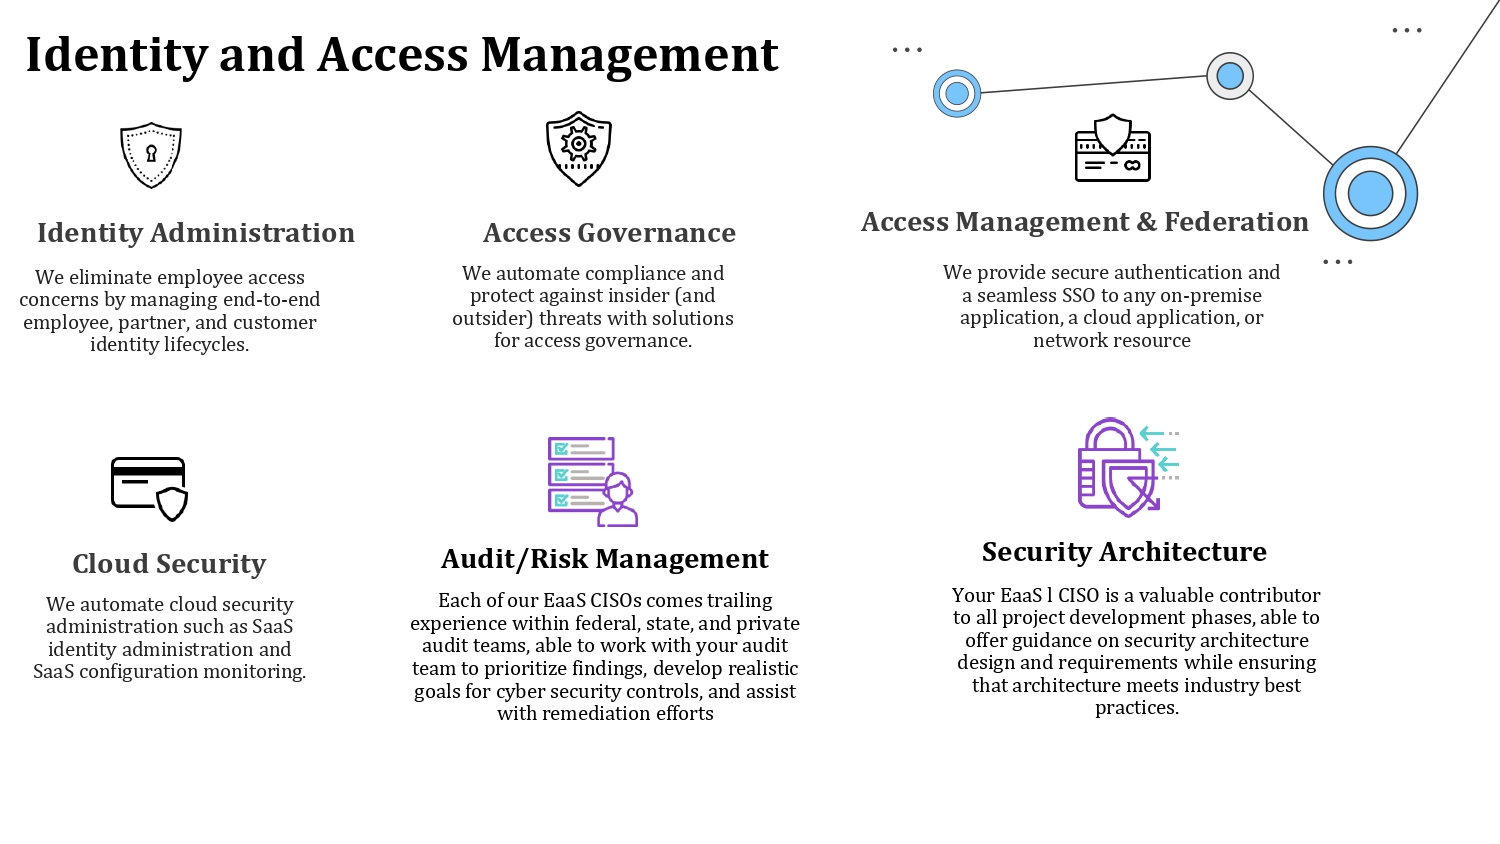 Identity and Access Management
Identity Administration
We eliminate employee access
concerns by managing end-to-end
employee, partner, and customer
identity lifecycles.
Access Governance
We automate compliance and
protect against insider (and
outsider) threats with solutions
for access governance.
Access Management & Federation
We provide secure authentication and
a seamless SSO to any on-premise
application, a cloud application, or
network resource
Cloud Security
We automate cloud security
administration such as SaaS
identity administration and
SaaS configuration monitoring.
Audit/Risk Management
Each of our EaaS CISOs comes trailing
experience within federal, state, and private
audit teams, able to work with your audit
team to prioritize findings, develop realistic
goals for cyber security controls, and assist
with remediation efforts
Security Architecture
Your EaaS l CISO is a valuable contributor
to all project development phases, able to
offer guidance on security architecture
design and requirements while ensuring
that architecture meets industry best
practices.